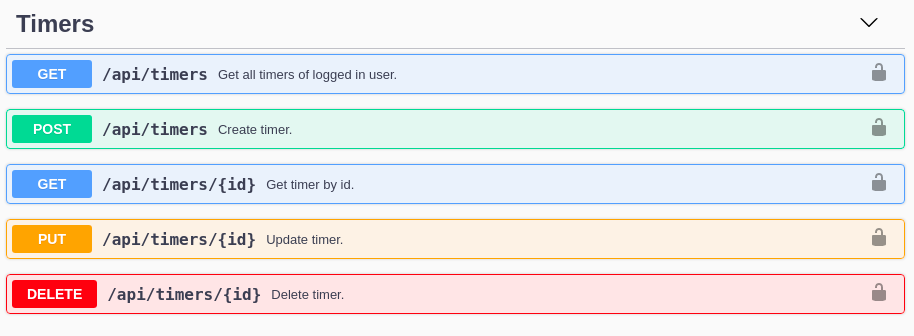 Timers
GET /api/timers Get all timers of logged in user.
POST /api/timers Create timer.
GET /api/timers/{id} Get timer by id.
PUT /api/timers/{id} Update timer.
DELETE /api/timers/{id} Delete timer.